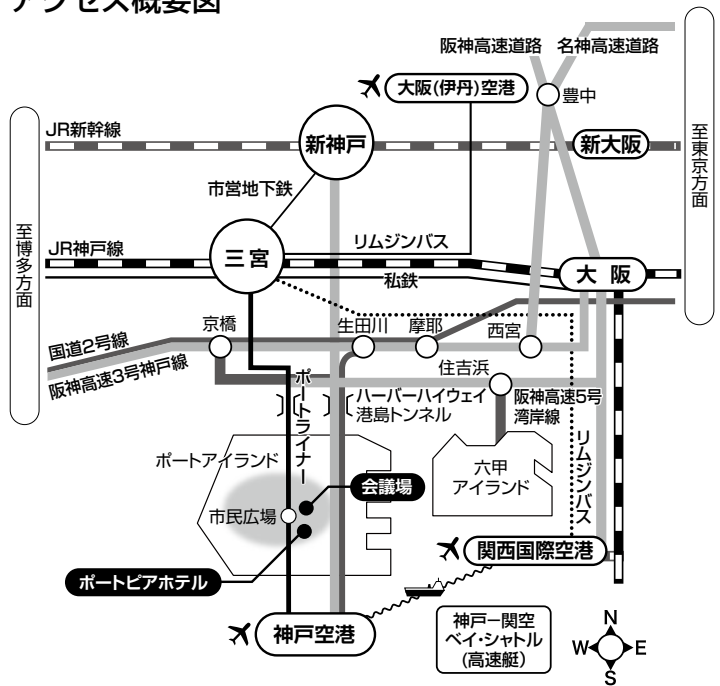 アクセス概要図
阪神高速道路
名神高速道路
大阪(伊丹)空港
豊中
至東京方面
JR新幹線
新神戸
新大阪
市営地下鉄
至博多方面
JR神戸線
三宮
リムジンバス
私鉄
大阪
京橋
生田川
摩耶
西宮
国道2号線
阪神高速3号神戸線
住吉浜
ポートライナー
ハーバーハイウェイ
港島トンネル
阪神高速5号
湾岸線
リムジンバス
ポートアイランド
会議場
六甲
アイランド
市民広場
関西国際空港
ポートピアホテル
神戸空港
神戸−関空
ベイ・シャトル
(高速艇)
N
W
E
S